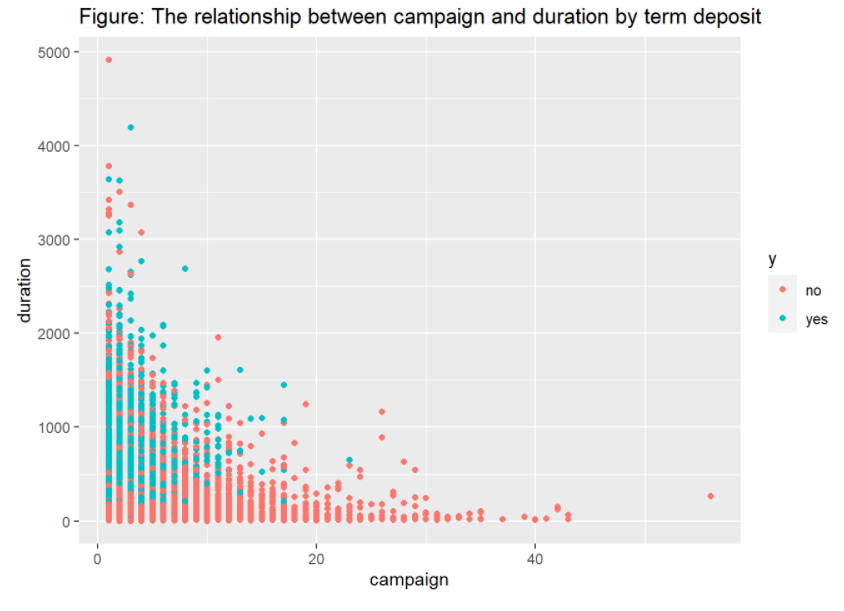 Figure: The relationship between campaign and duration by term deposit
5000
4000
3000
2000
1000
0
duration
0 20 40
campaign
y
no
yes